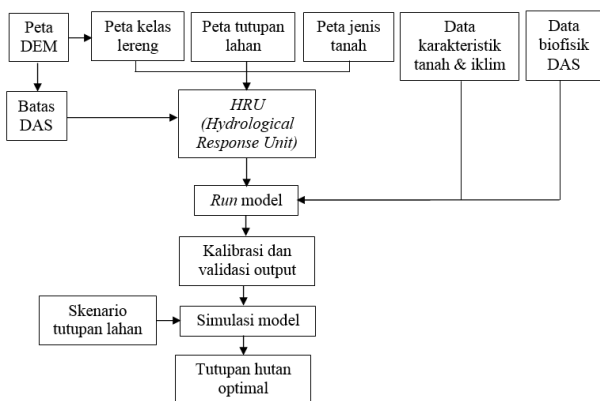 Peta
DEM
Peta kelas
lereng
Peta tutupan
lahan
Peta jenis
tanah
Data
karakteristik
tanah & iklim
Data
biofisik
DAS
Batas
DAS
HRU
(Hydrological
Response Unit)
Run model
Kalibrasi dan
validasi output
Skenario
tutupan lahan
Simulasi model
Tutupan hutan
optimal